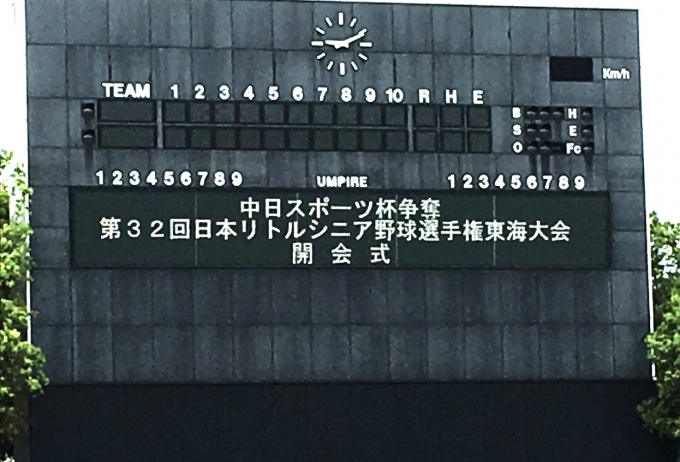 Km/h
TEAM 1 2 3 4 5 6 7 8 9 10 R H E
B H
S E
O Fc
1 2 3 4 5 6 7 8 9 UMPIRE 1 2 3 4 5 6 7 8 9
中日スポーツ杯争奪
第32回日本リトルシニア野球選手権東海大会
開会式